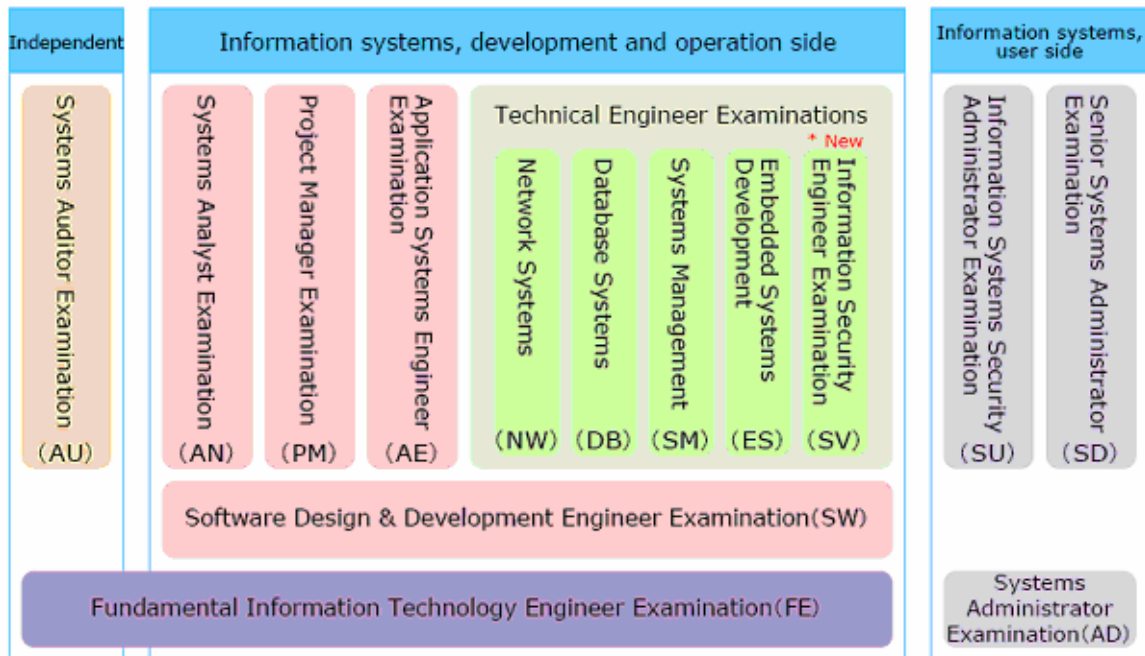 Independent
Information systems, development and operation side
Information systems,
user side
Systems Auditor Examination
(AU)
Systems Analyst Examination
(AN)
Project Manager Examination
(PM)
Application Systems Engineer
Examination
(AE)
Technical Engineer Examinations
* New
Network Systems
(NW)
Database Systems
(DB)
Systems Management
(SM)
Embedded Systems
Development
(ES)
Information Security
Engineer Examination
(SV)
Information Systems Security
Administrator Examination
(SU)
Senior Systems Administrator
Examination
(SD)
Software Design & Development Engineer Examination(SW)
Fundamental Information Technology Engineer Examination(FE)
Systems
Administrator
Examination(AD)